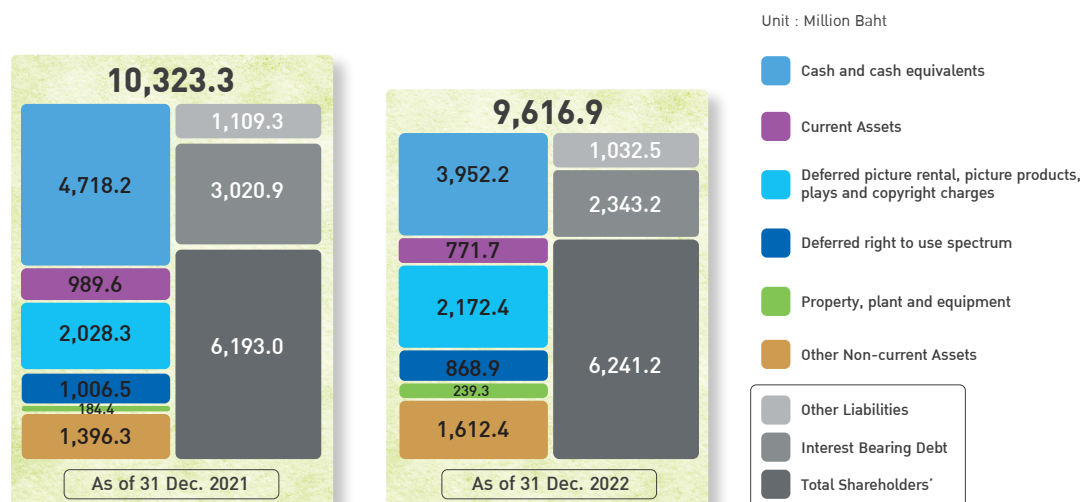 Unit : Million Baht
10,323.3
4,718.2
989.6
2,028.3
1,006.5
184.4
1,396.3
1,109.3
3,020.9
6,193.0
As of 31 Dec. 2021
9,616.9
3,952.2
771.7
2,172.4
868.9
239.3
1,612.4
1,032.5
2,343.2
6,241.2
As of 31 Dec. 2022
Cash and cash equivalents
Current Assets
Deferred picture rental, picture products,
plays and copyright charges
Deferred right to use spectrum
Property, plant and equipment
Other Non-current Assets
Other Liabilities
Interest Bearing Debt
Total Shareholders’